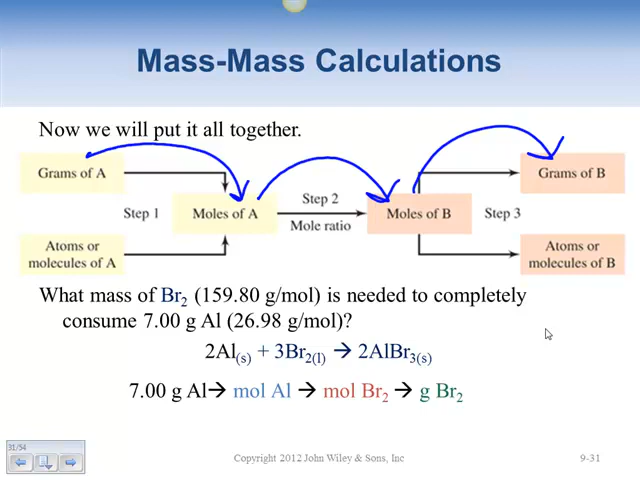 Mass-Mass Calculations
Now we will put it all together.
Grams of A
Grams of B
Step 1
Moles of A
Step 2
Mole ratio
Moles of B
Step 3
Atoms or
molecules of A
Atoms or
molecules of B
What mass of Br₂ (159.80 g/mol) is needed to completely
consume 7.00 g Al (26.98 g/mol)?
2Al₍s₎ + 3Br₂₍l₎ → 2AlBr₃₍s₎
7.00 g Al→ mol Al → mol Br₂ → g Br₂
31/54
Copyright 2012 John Wiley & Sons, Inc
9-31